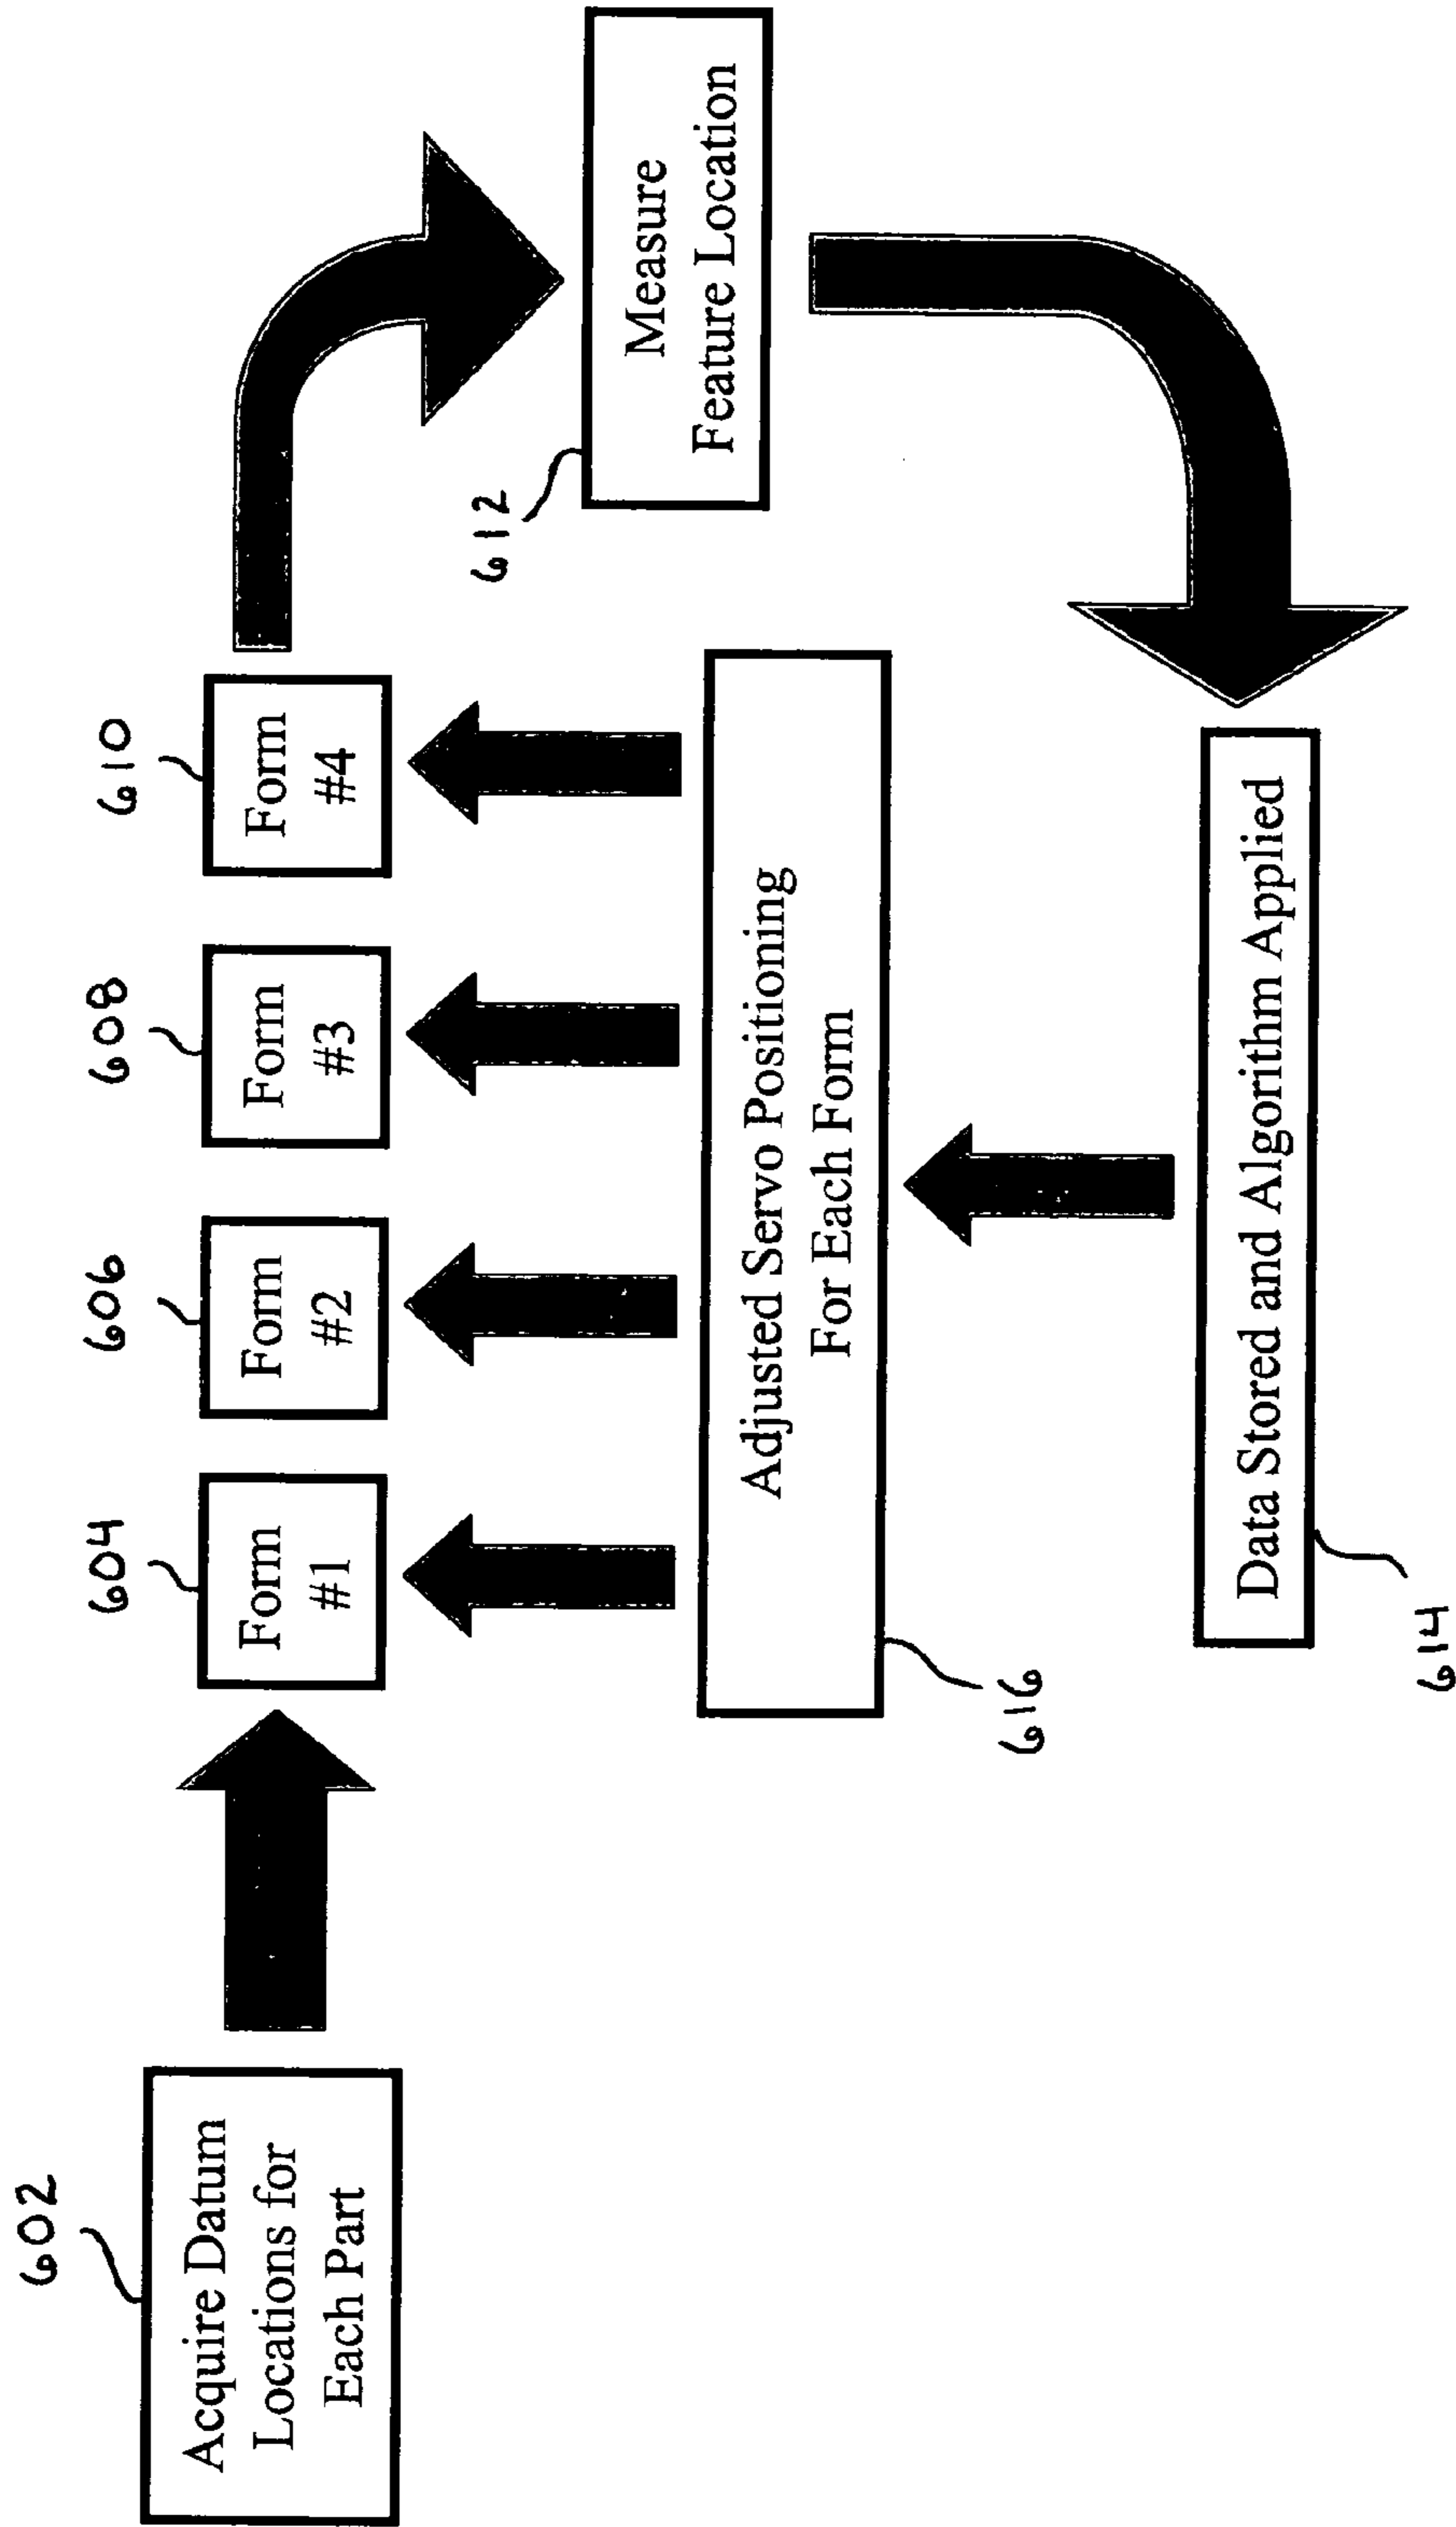 602
Acquire Datum
Locations for
Each Part
604
Form
#1
606
Form
#2
608
Form
#3
610
Form
#4
612
Measure
Feature Location
616
Adjusted Servo Positioning
For Each Form
Data Stored and Algorithm Applied
614